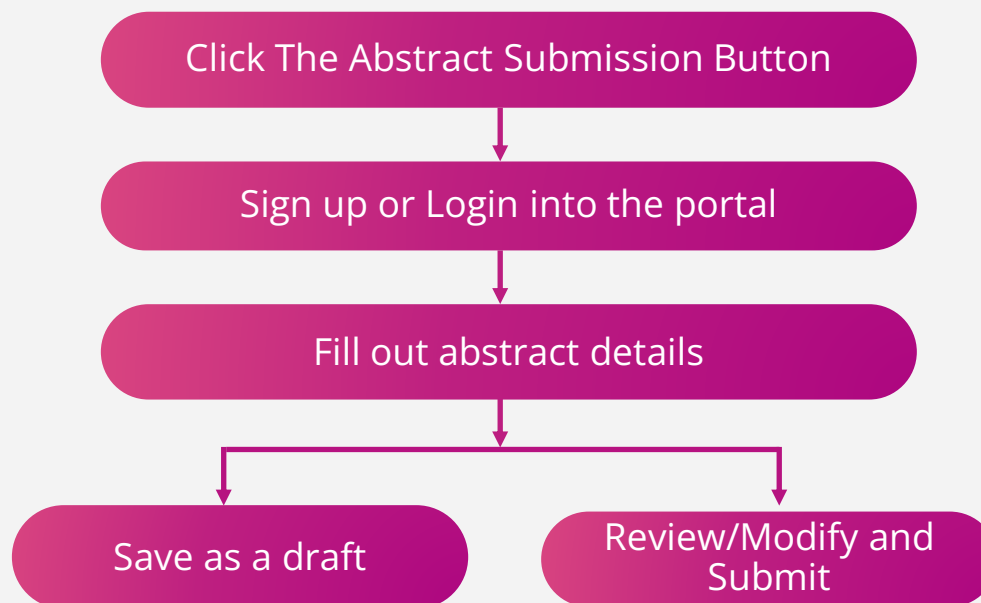 Click The Abstract Submission Button
Sign up or Login into the portal
Fill out abstract details
Save as a draft
Review/Modify and
Submit